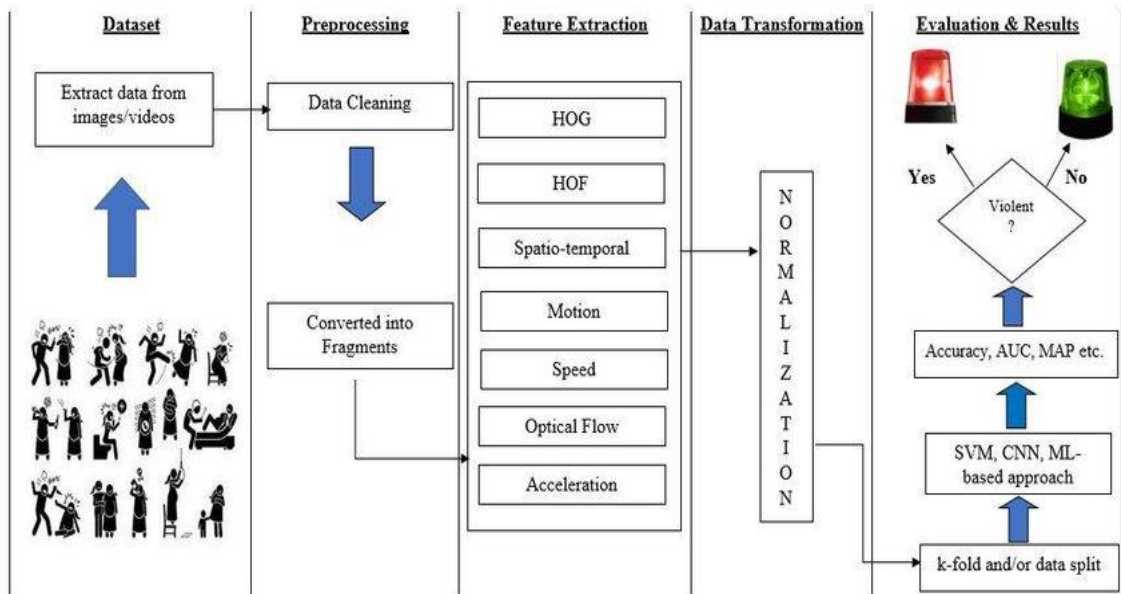 Dataset
Preprocessing
Feature Extraction
Data Transformation
Evaluation & Results
Extract data from
images/videos
Data Cleaning
Converted into
Fragments
HOG
HOF
Spatio-temporal
Motion
Speed
Optical Flow
Acceleration
N
O
R
M
A
L
I
Z
A
T
I
O
N
Yes
No
Violent
?
Accuracy, AUC, MAP etc.
SVM, CNN, ML-
based approach
k-fold and/or data split